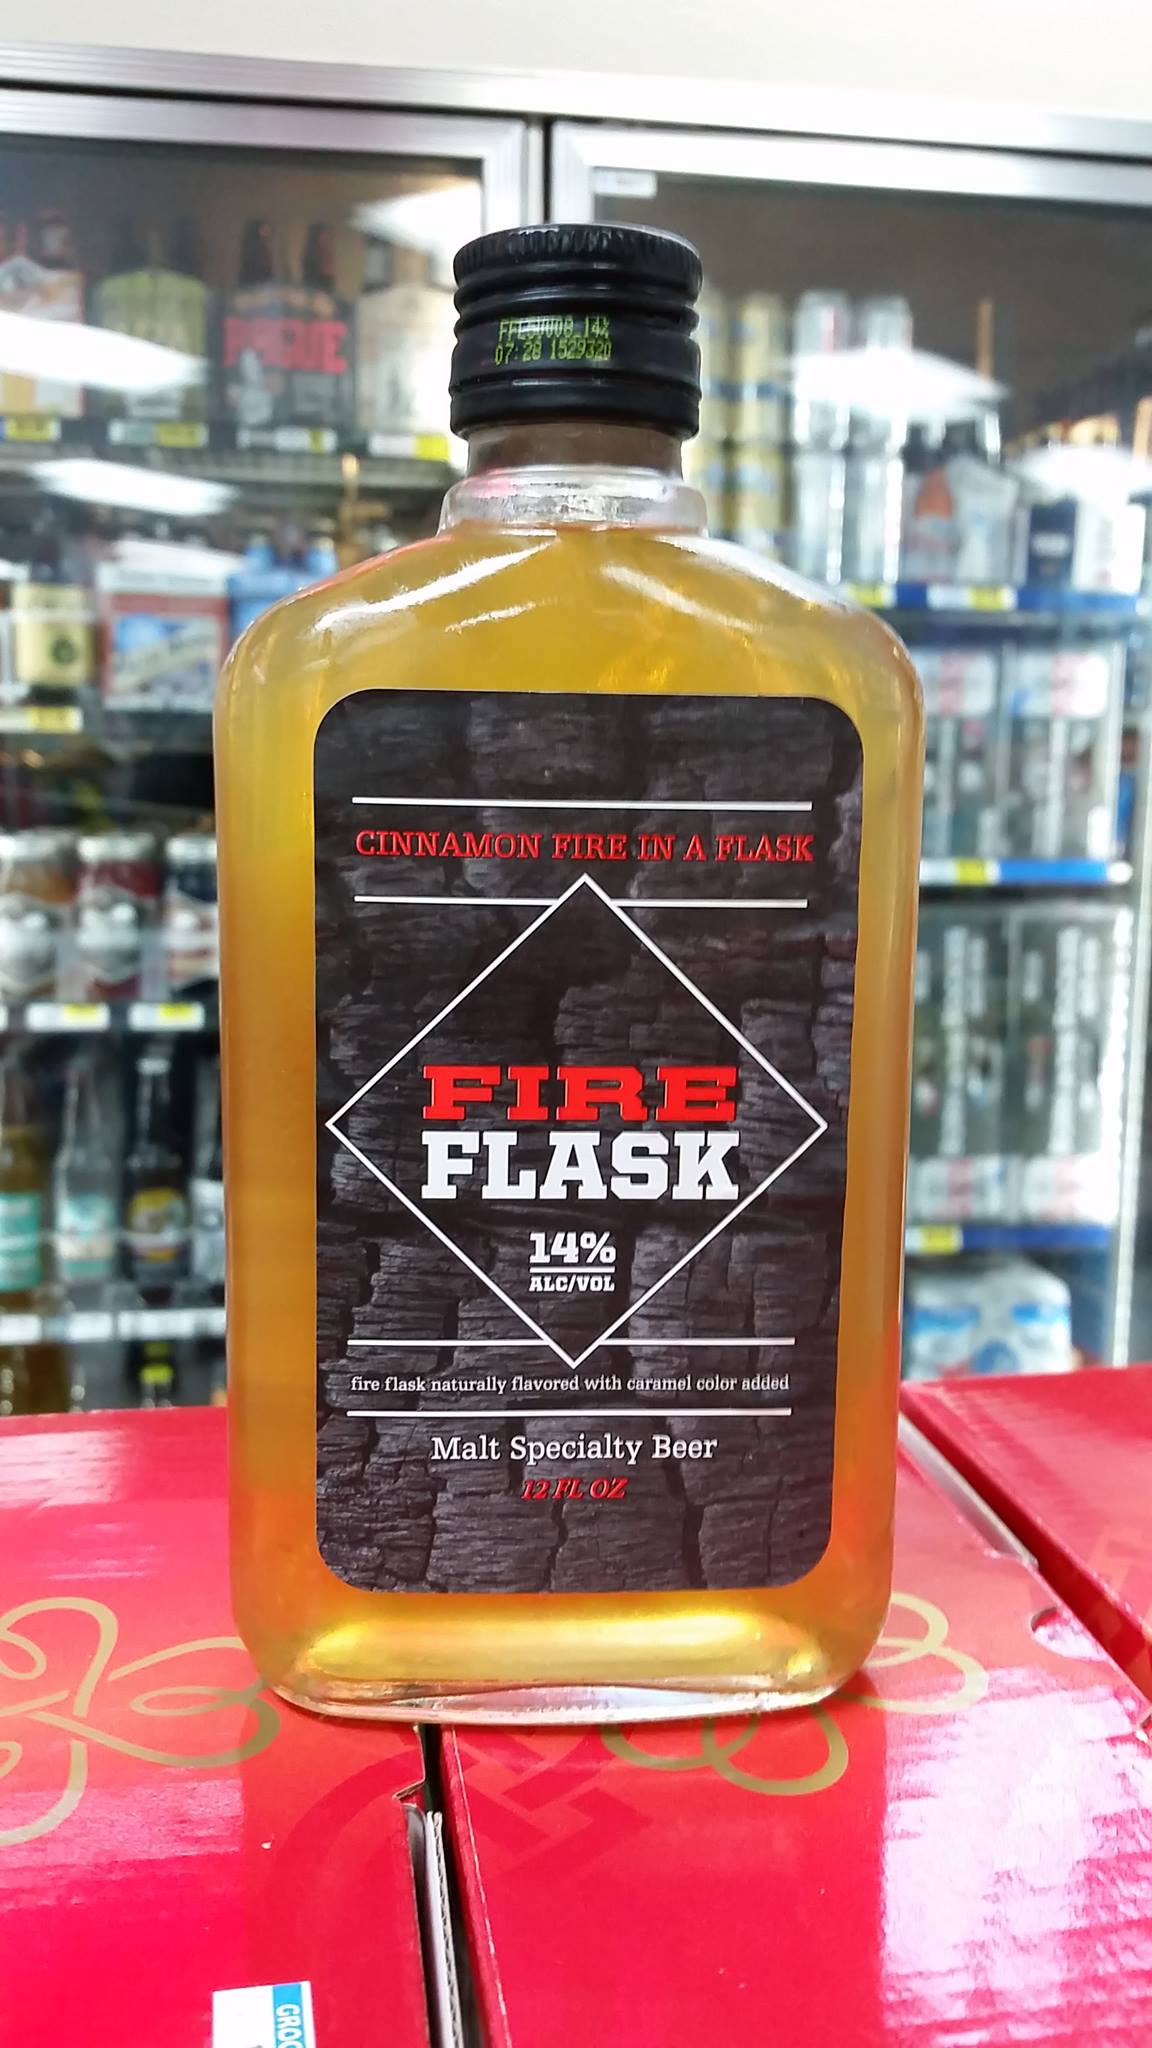 07:28 1529320
CINNAMON FIRE IN A FLASK
FIRE
FLASK
14%
ALC/VOL
fire flask naturally flavored with caramel color added
Malt Specialty Beer
12 FL OZ
GROC